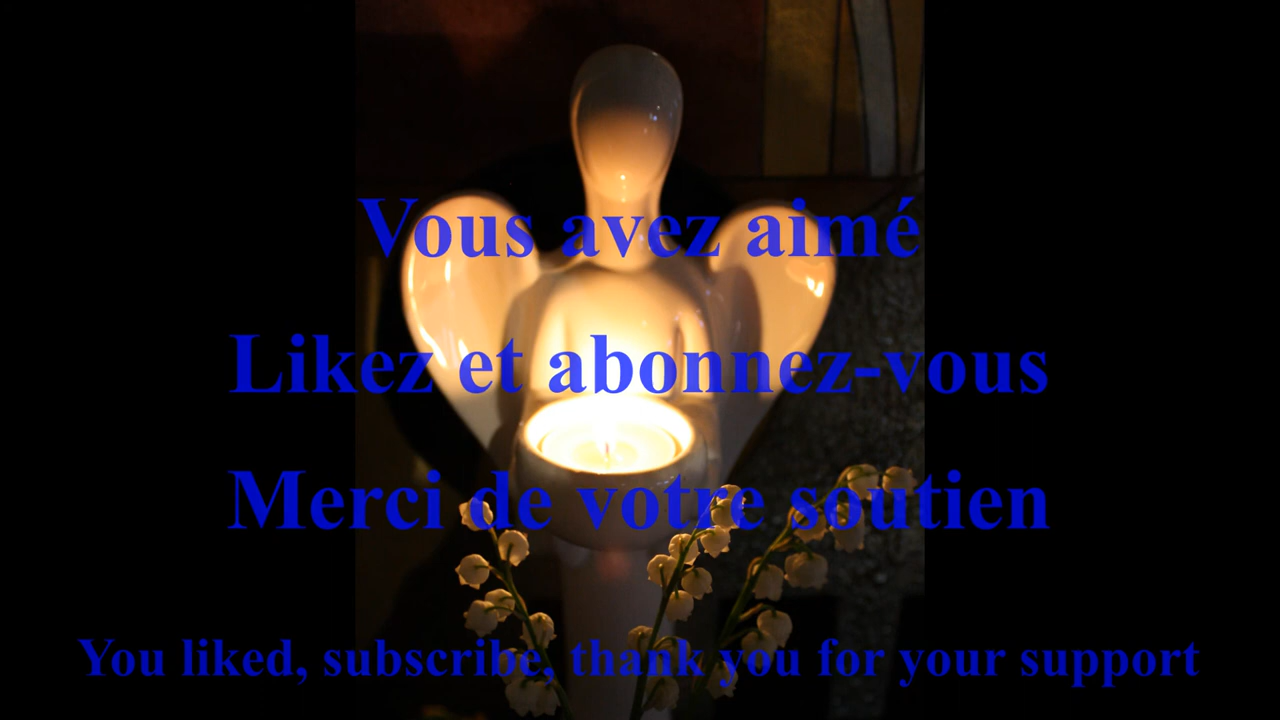 Vous avez aimé
Likez et abonnez-vous
Merci de votre soutien
You liked, subscribe, thank you for your support